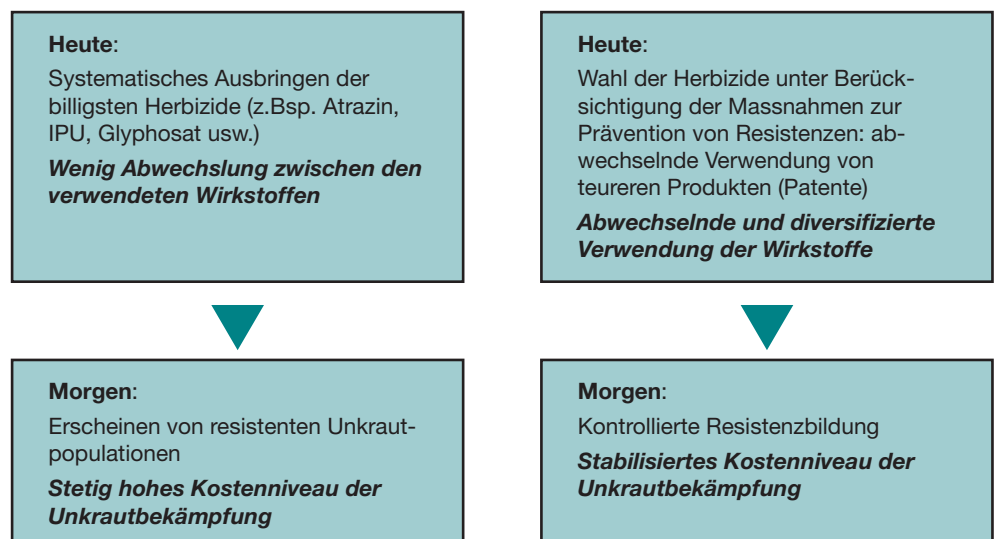 Heute:
Systematisches Ausbringen der
billigsten Herbizide (z.Bsp. Atrazin,
IPU, Glyphosat usw.)
Wenig Abwechslung zwischen den
verwendeten Wirkstoffen
Morgen:
Erscheinen von resistenten Unkraut-
populationen
Stetig hohes Kostenniveau der
Unkrautbekämpfung
Heute:
Wahl der Herbizide unter Berück-
sichtigung der Massnahmen zur
Prävention von Resistenzen: ab-
wechselnde Verwendung von
teureren Produkten (Patente)
Abwechselnde und diversifizierte
Verwendung der Wirkstoffe
Morgen:
Kontrollierte Resistenzbildung
Stabilisiertes Kostenniveau der
Unkrautbekämpfung